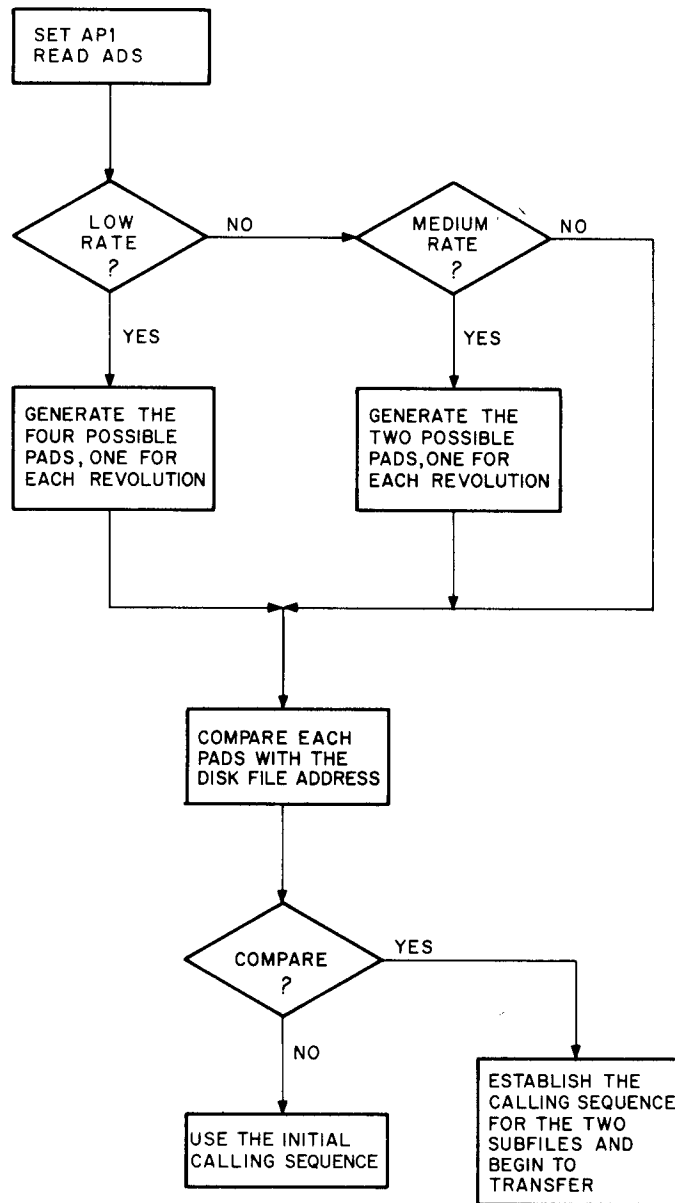 SET AP1
READ ADS
LOW
RATE
?
NO
MEDIUM
RATE
?
NO
YES
YES
GENERATE THE
FOUR POSSIBLE
PADS, ONE FOR
EACH REVOLUTION
GENERATE THE
TWO POSSIBLE
PADS, ONE FOR
EACH REVOLUTION
COMPARE EACH
PADS WITH THE
DISK FILE ADDRESS
COMPARE
?
YES
NO
USE THE INITIAL
CALLING SEQUENCE
ESTABLISH THE
CALLING SEQUENCE
FOR THE TWO
SUBFILES AND
BEGIN TO
TRANSFER